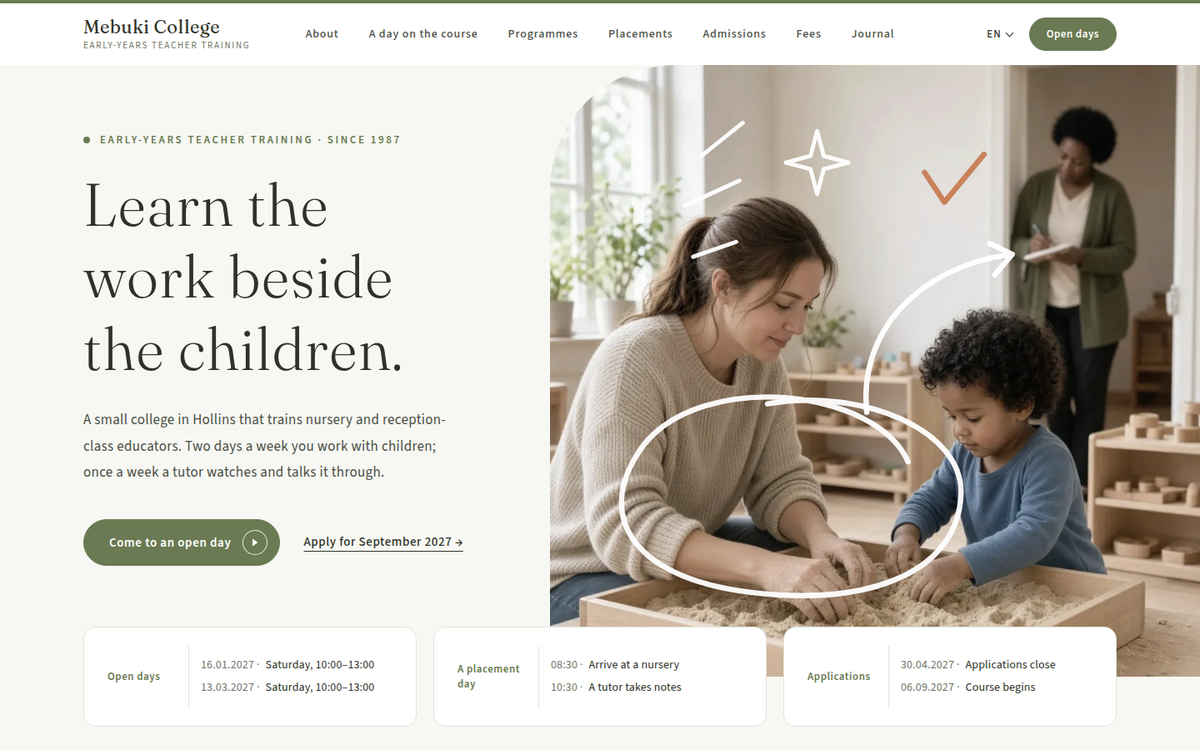 Mebuki College
EARLY-YEARS TEACHER TRAINING
About
A day on the course
Programmes
Placements
Admissions
Fees
Journal
EN
Open days
EARLY-YEARS TEACHER TRAINING · SINCE 1987
Learn the
work beside
the children.
A small college in Hollins that trains nursery and reception-
class educators. Two days a week you work with children;
once a week a tutor watches and talks it through.
Come to an open day
Apply for September 2027 →
Open days
16.01.2027 · Saturday, 10:00–13:00
13.03.2027 · Saturday, 10:00–13:00
A placement
day
08:30 · Arrive at a nursery
10:30 · A tutor takes notes
Applications
30.04.2027 · Applications close
06.09.2027 · Course begins